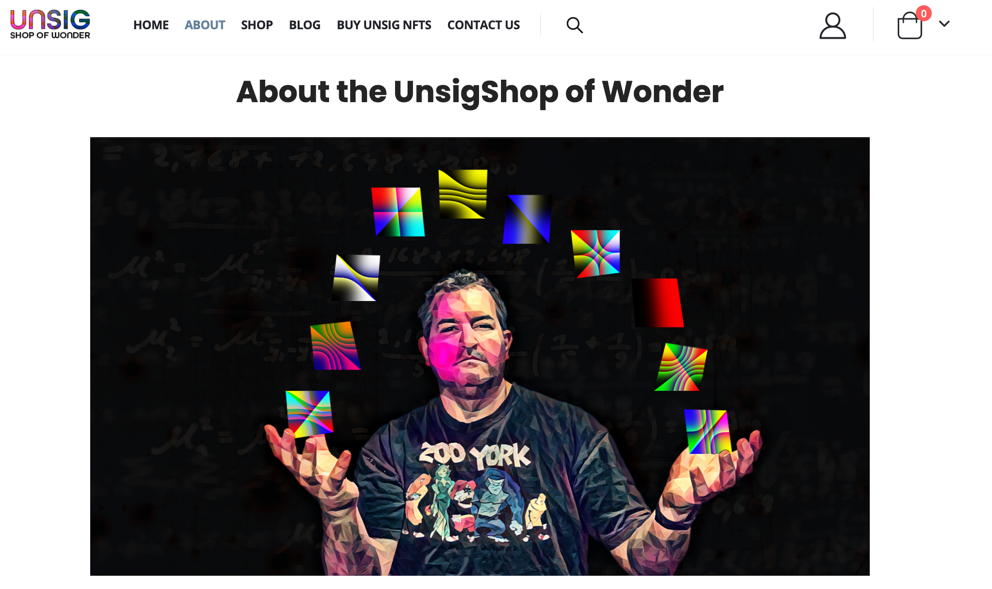 UNSIG
SHOP OF WONDER
HOME ABOUT SHOP BLOG BUY UNSIG NFTS CONTACT US
0
About the UnsigShop of Wonder
ZOO YORK